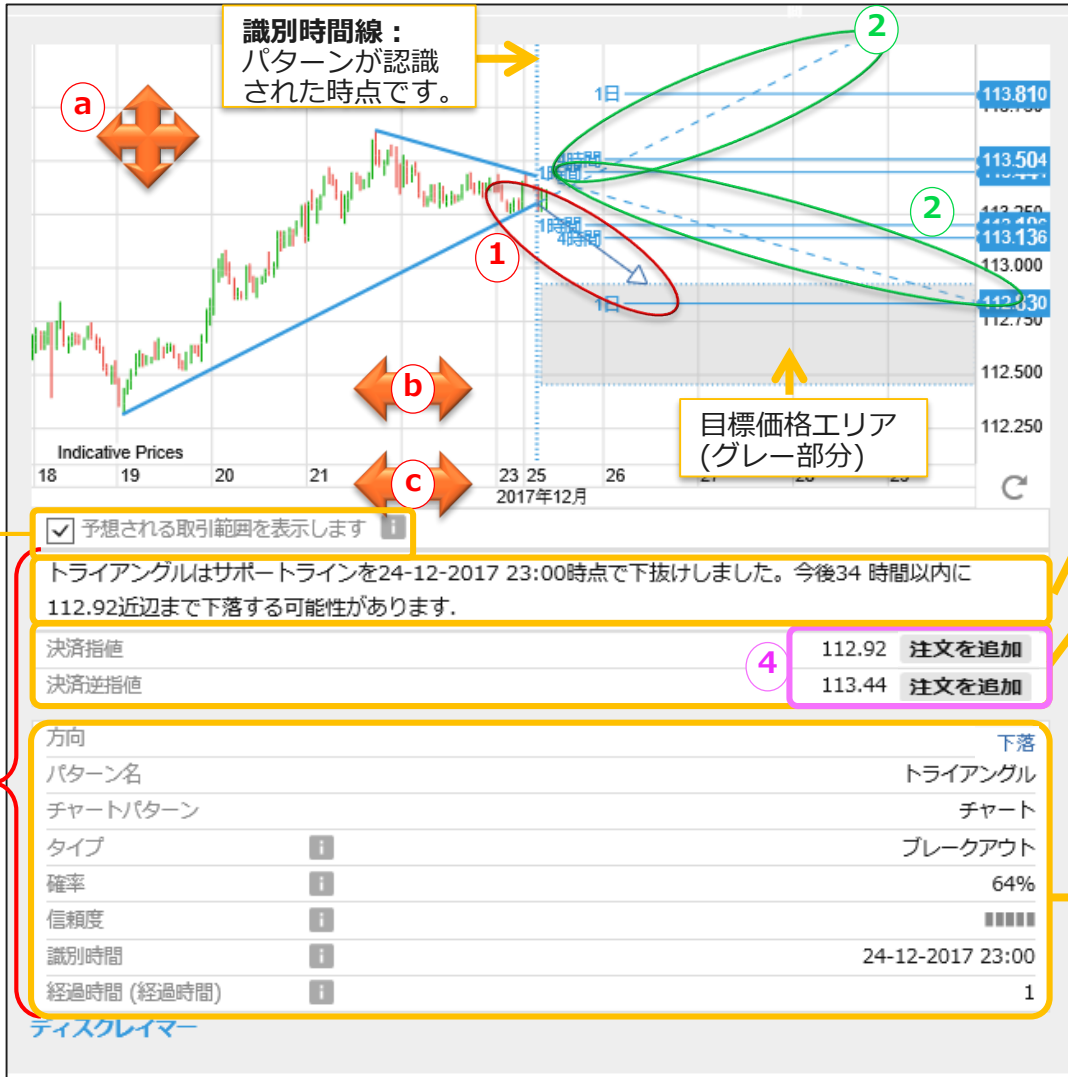 識別時間線：
パターンが認識
された時点です。
2
a
1日
113.810
4時間
113.504
1時間
1
2
113.250
1時間
4時間
113.136
113.000
1日
112.830
112.750
112.500
b
目標価格エリア
(グレー部分)
112.250
Indicative Prices
18 19 20 21 c 23 25 26
2017年12月
予想される取引範囲を表示します i
トライアングルはサポートラインを24-12-2017 23:00時点で下抜けしました。今後34 時間以内に
112.92近辺まで下落する可能性があります.
決済指値 112.92 注文を追加
4
決済逆指値 113.44 注文を追加
方向 下落
パターン名 トライアングル
チャートパターン チャート
タイプ i ブレークアウト
確率 i 64%
信頼度 i
識別時間 i 24-12-2017 23:00
経過時間 (経過時間) i 1
ディスクレイマー